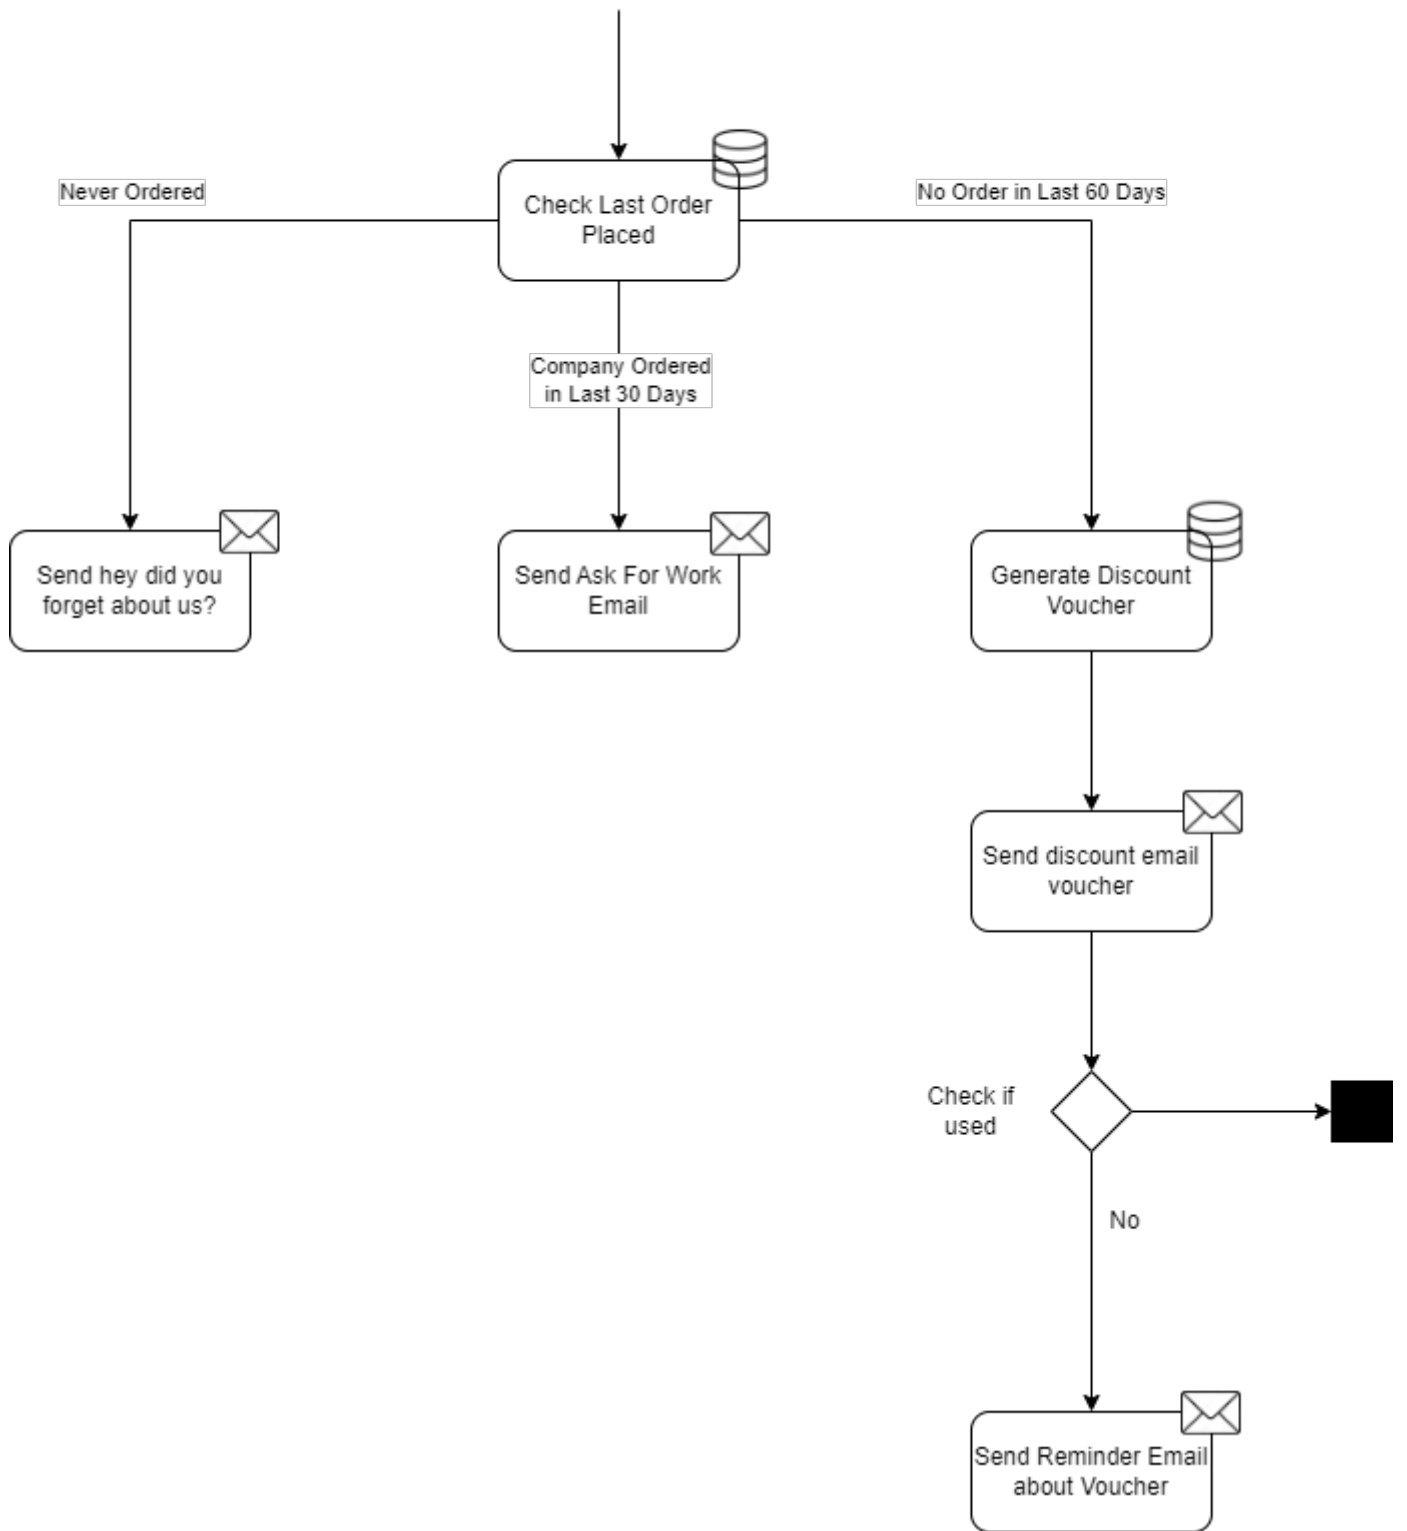 Never Ordered
Check Last Order
Placed
No Order in Last 60 Days
Company Ordered
in Last 30 Days
Send hey did you
forget about us?
Send Ask For Work
Email
Generate Discount
Voucher
Send discount email
voucher
Check if
used
No
Send Reminder Email
about Voucher